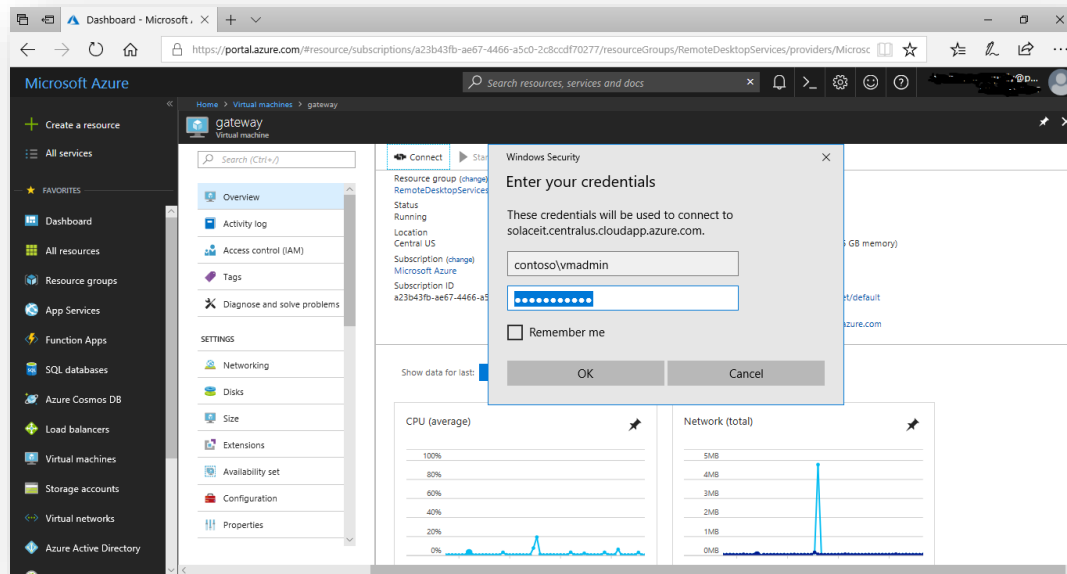 Dashboard - Microsoft
https://portal.azure.com/#resource/subscriptions/a23b43fb-ae67-4466-a5c0-2c8ccdf70277/resourceGroups/RemoteDesktopServices/providers/Microsc
Microsoft Azure
Search resources, services and docs
Home > Virtual machines > gateway
gateway
Virtual machine
Create a resource
All services
FAVORITES
Dashboard
All resources
Resource groups
App Services
Function Apps
SQL databases
Azure Cosmos DB
Load balancers
Virtual machines
Storage accounts
Virtual networks
Azure Active Directory
Search (Ctrl+/)
Overview
Activity log
Access control (IAM)
Tags
Diagnose and solve problems
SETTINGS
Networking
Disks
Size
Extensions
Availability set
Configuration
Properties
Connect
Resource group (change)
RemoteDesktopServices
Status
Running
Location
Central US
Subscription (change)
Microsoft Azure
Subscription ID
a23b43fb-ae67-4466-a5
GB memory)
/default
azure.com
Windows Security
Enter your credentials
These credentials will be used to connect to
solaceit.centralus.cloudapp.azure.com.
contoso\vmadmin
Remember me
OK
Cancel
Show data for last:
CPU (average)
100%
80%
60%
40%
20%
0%
Network (total)
5MB
4MB
3MB
2MB
1MB
0MB